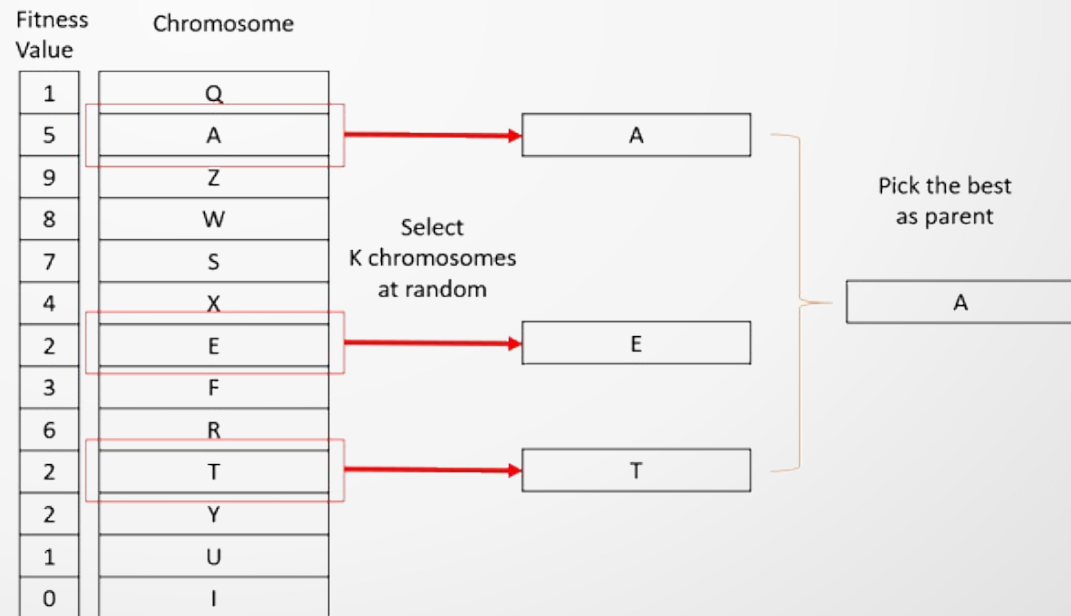 Fitness
Value
Chromosome
1 Q
5 A
A
9 Z
8 W
7 S
4 X
2 E
E
3 F
6 R
2 T
T
2 Y
1 U
0 I
Select
K chromosomes
at random
Pick the best
as parent
A